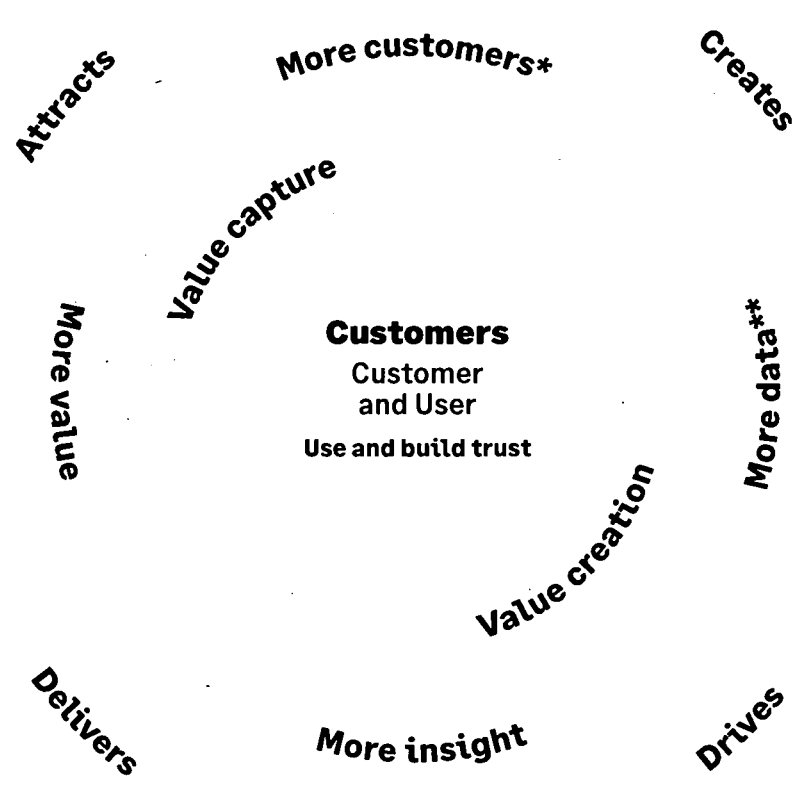 More customers*
Creates
More data**
Drives
More insight
Delivers
More value
Attracts
Value capture
Value creation
Customers
Customer
and User
Use and build trust